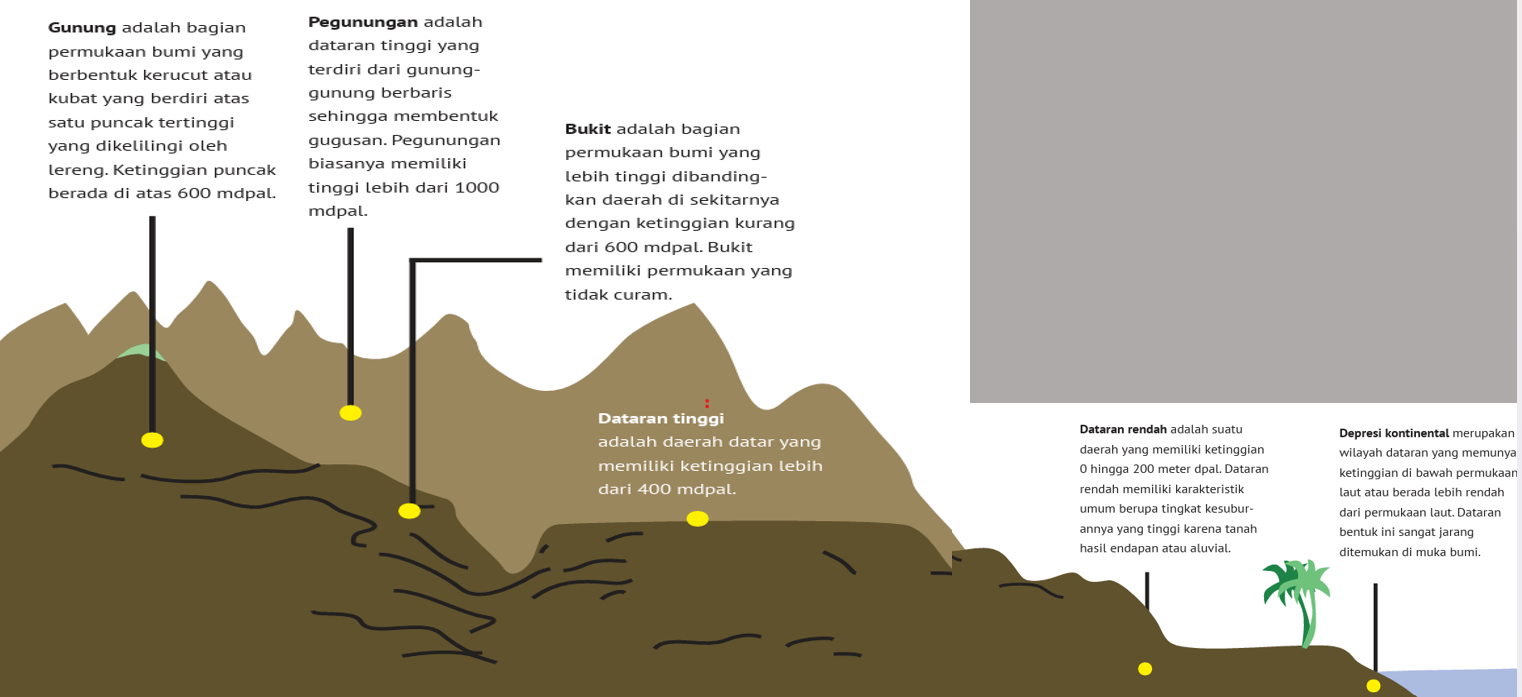 Gunung adalah bagian
permukaan bumi yang
berbentuk kerucut atau
kubat yang berdiri atas
satu puncak tertinggi
yang dikelilingi oleh
lereng. Ketinggian puncak
berada di atas 600 mdpal.
Pegunungan adalah
dataran tinggi yang
terdiri dari gunung-
gunung berbaris
sehingga membentuk
gugusan. Pegunungan
biasanya memiliki
tinggi lebih dari 1000
mdpal.
Bukit adalah bagian
permukaan bumi yang
lebih tinggi dibanding-
kan daerah di sekitarnya
dengan ketinggian kurang
dari 600 mdpal. Bukit
memiliki permukaan yang
tidak curam.
Dataran tinggi
adalah daerah datar yang
memiliki ketinggian lebih
dari 400 mdpal.
Dataran rendah adalah suatu
daerah yang memiliki ketinggian
0 hingga 200 meter dpal. Dataran
rendah memiliki karakteristik
umum berupa tingkat kesubur-
annya yang tinggi karena tanah
hasil endapan atau aluvial.
Depresi kontinental merupakan
wilayah dataran yang memunya
ketinggian di bawah permukaan
laut atau berada lebih rendah
dari permukaan laut. Dataran
bentuk ini sangat jarang
ditemukan di muka bumi.